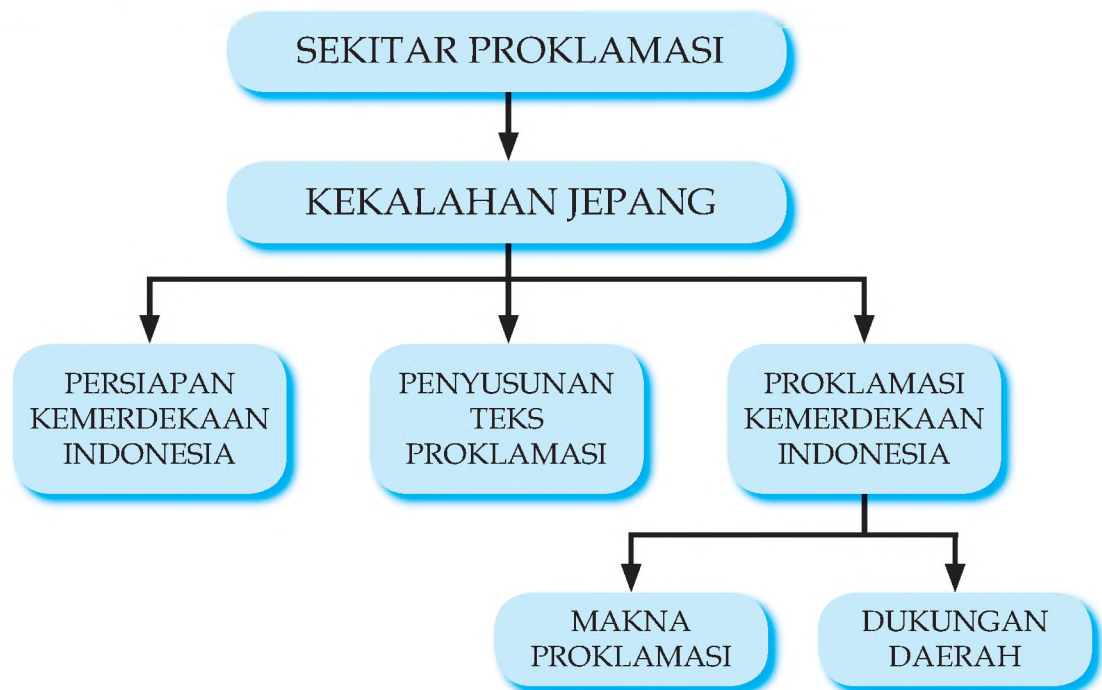 SEKITAR PROKLAMASI
KEKALAHAN JEPANG
PERSIAPAN
KEMERDEKAAN
INDONESIA
PENYUSUNAN
TEKS
PROKLAMASI
PROKLAMASI
KEMERDEKAAN
INDONESIA
MAKNA
PROKLAMASI
DUKUNGAN
DAERAH